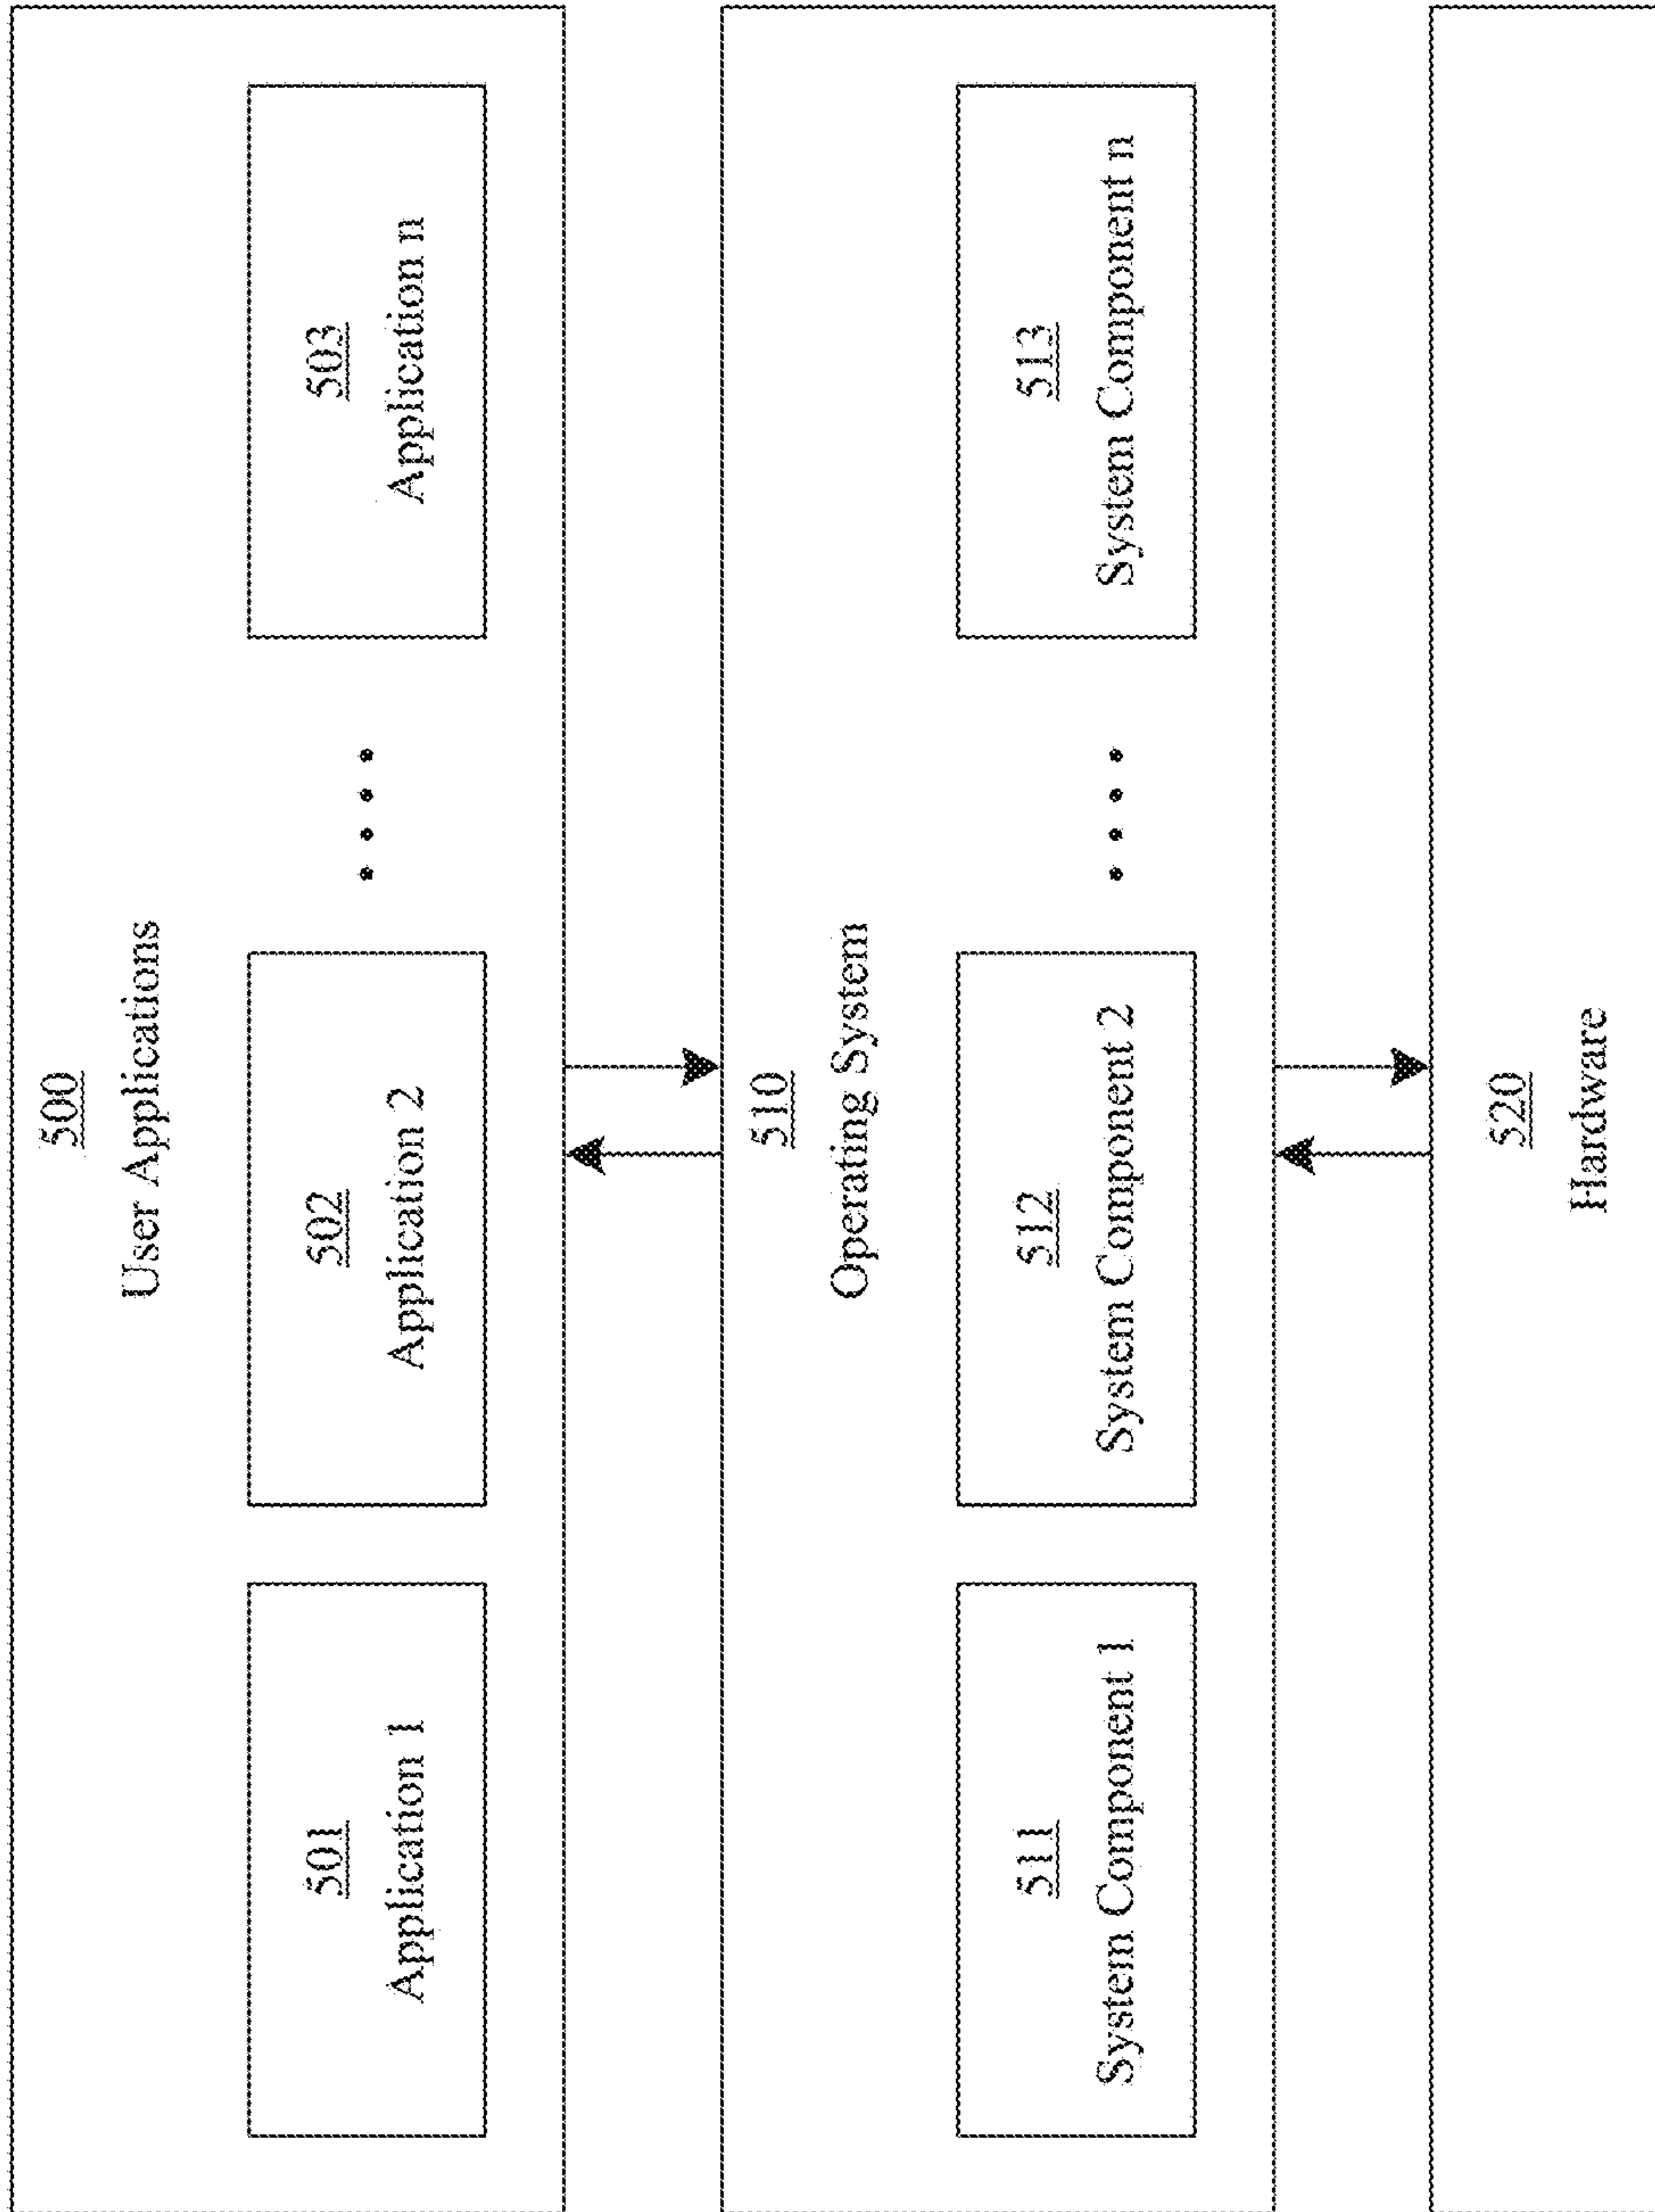 500
User Applications
501
Application 1
502
Application 2
503
Application n
510
Operating System
511
System Component 1
512
System Component 2
513
System Component n
520
Hardware